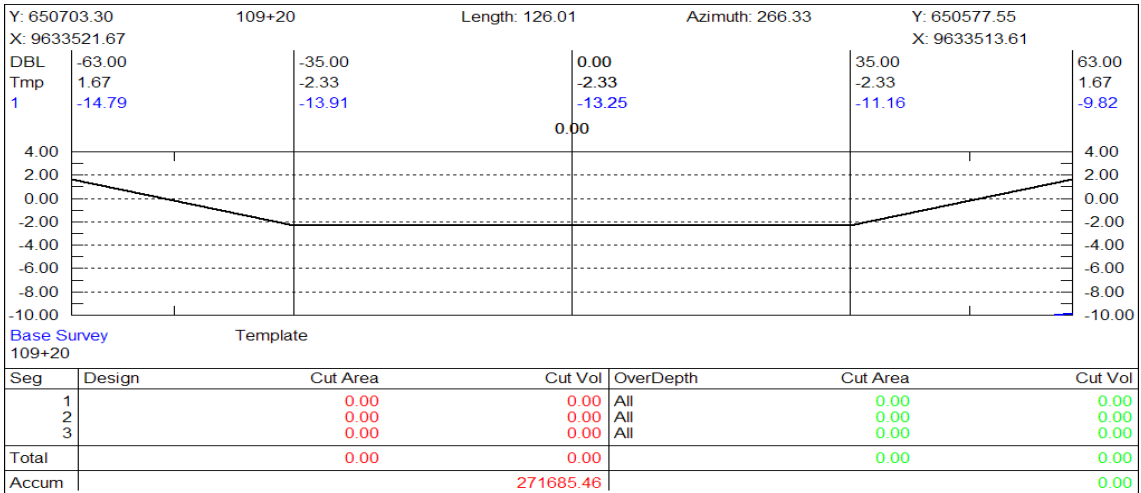 Y: 650703.30 109+20 Length: 126.01 Azimuth: 266.33 Y: 650577.55
X: 9633521.67 X: 9633513.61
DBL -63.00 -35.00 0.00 35.00 63.00
Tmp 1.67 -2.33 -2.33 -2.33 1.67
1 -14.79 -13.91 -13.25 -11.16 -9.82
0.00
4.00 4.00
2.00 2.00
0.00 0.00
-2.00 -2.00
-4.00 -4.00
-6.00 -6.00
-8.00 -8.00
-10.00 -10.00
Base Survey Template
109+20
Seg Design Cut Area Cut Vol OverDepth Cut Area Cut Vol
1 0.00 0.00 All 0.00 0.00
2 0.00 0.00 All 0.00 0.00
3 0.00 0.00 All 0.00 0.00
Total 0.00 0.00 0.00 0.00
Accum 271685.46 0.00